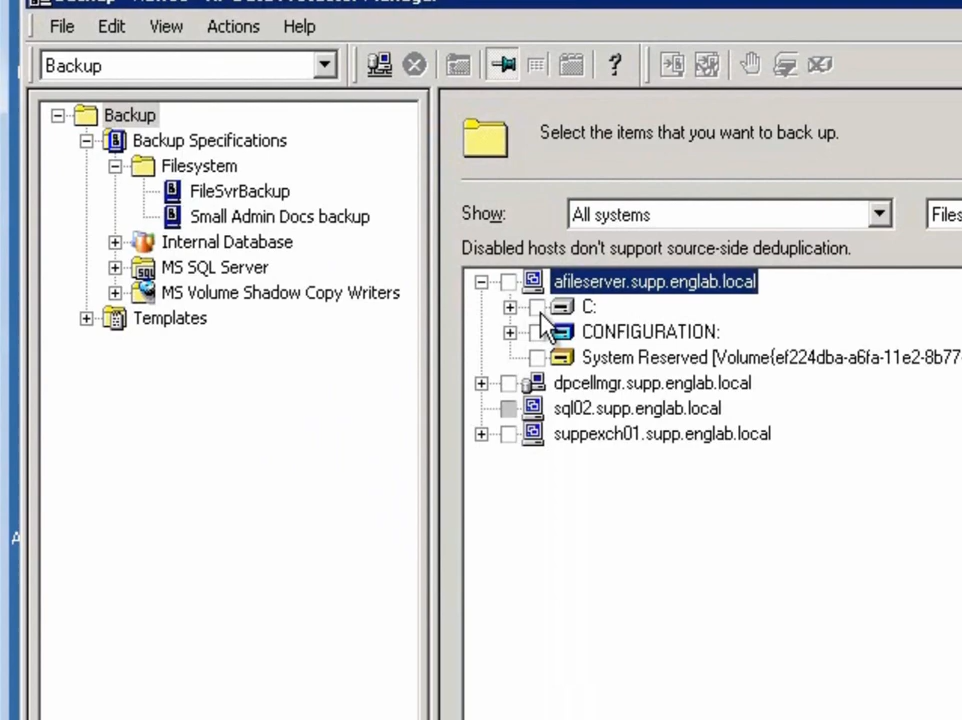 File Edit View Actions Help
Backup
?
Backup
Backup Specifications
Filesystem
FileSvrBackup
Small Admin Docs backup
Internal Database
MS SQL Server
MS Volume Shadow Copy Writers
Templates
Select the items that you want to back up.
Show: All systems Files
Disabled hosts don't support source-side deduplication.
afileserver.supp.englab.local
C:
CONFIGURATION:
System Reserved [Volume{ef224dba-a6fa-11e2-8b77-
dpcellmgr.supp.englab.local
sql02.supp.englab.local
suppexch01.supp.englab.local